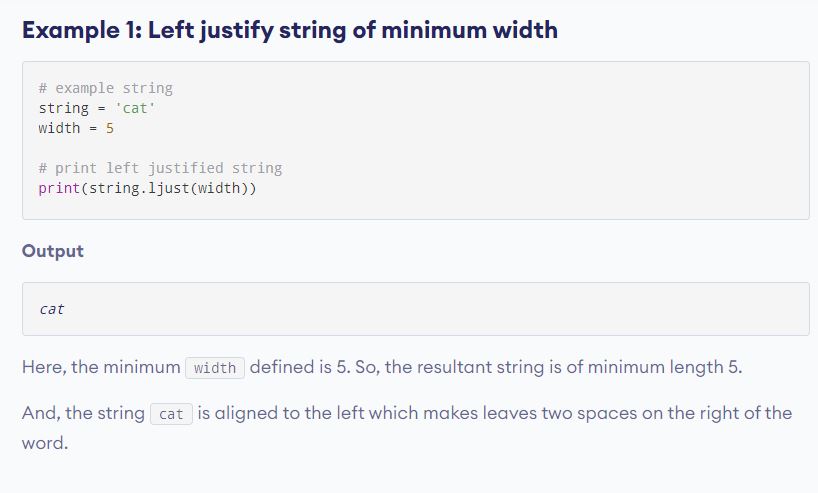 Example 1: Left justify string of minimum width
# example string
string = 'cat'
width = 5
# print left justified string
print(string.ljust(width))
Output
cat
Here, the minimum width defined is 5. So, the resultant string is of minimum length 5.
And, the string cat is aligned to the left which makes leaves two spaces on the right of the
word.